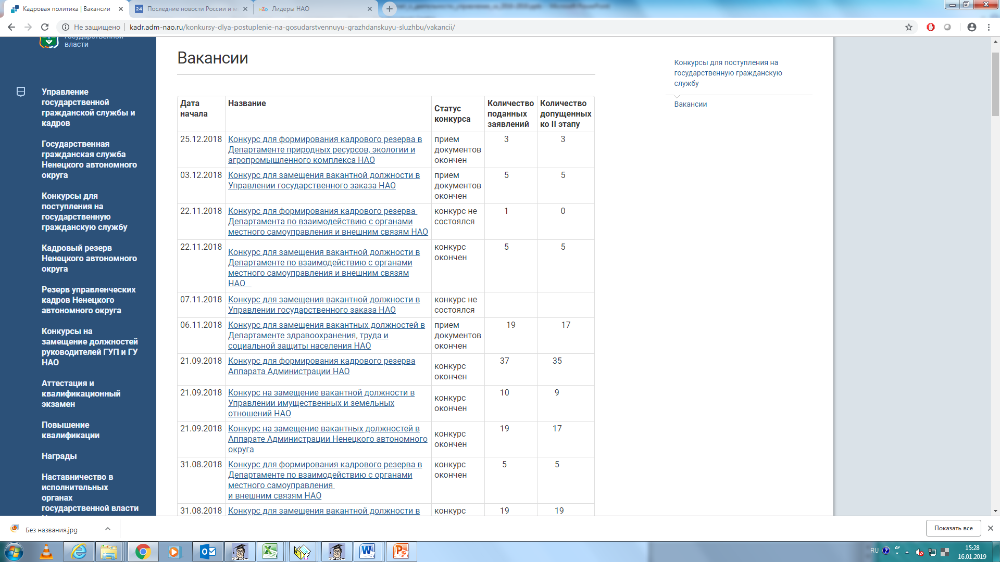 Кадровая политика | Вакансии
Последние новости России и м
Лидеры НАО
Не защищено
kadr.adm-nao.ru/konkursy-dlya-postuplenie-na-gosudarstvennuyu-grazhdanskuyu-sluzhbu/vakancii/
государственной
власти
Управление
государственной
гражданской службы и
кадров
Государственная
гражданская служба
Ненецкого автономного
округа
Конкурсы для
поступления на
государственную
гражданскую службу
Кадровый резерв
Ненецкого автономного
округа
Резерв управленческих
кадров Ненецкого
автономного округа
Конкурсы на
замещение должностей
руководителей ГУП и ГУ
НАО
Аттестация и
квалификационный
экзамен
Повышение
квалификации
Награды
Наставничество в
исполнительных
органах
государственной власти
Вакансии
Дата
начала
Название
Статус
конкурса
Количество
поданных
заявлений
Количество
допущенных
ко II этапу
25.12.2018
Конкурс для формирования кадрового резерва в
Департаменте природных ресурсов, экологии и
агропромышленного комплекса НАО
прием
документов
окончен
3
3
03.12.2018
Конкурс для замещения вакантной должности в
Управлении государственного заказа НАО
прием
документов
окончен
5
5
22.11.2018
Конкурс для формирования кадрового резерва
Департамента по взаимодействию с органами
местного самоуправления и внешним связям НАО
конкурс не
состоялся
1
0
22.11.2018
Конкурс для замещения вакантной должности в
Департаменте по взаимодействию с органами
местного самоуправления и внешним связям
НАО
конкурс
окончен
5
5
07.11.2018
Конкурс для замещения вакантной должности в
Управлении государственного заказа НАО
конкурс не
состоялся
06.11.2018
Конкурс для замещения вакантных должностей в
Департаменте здравоохранения, труда и
социальной защиты населения НАО
прием
документов
окончен
19
17
21.09.2018
Конкурс для формирования кадрового резерва
Аппарата Администрации НАО
конкурс
окончен
37
35
21.09.2018
Конкурс на замещение вакантной должности в
Управлении имущественных и земельных
отношений НАО
конкурс
окончен
10
9
21.09.2018
Конкурс на замещение вакантных должностей в
Аппарате Администрации Ненецкого автономного
округа
конкурс
окончен
19
17
31.08.2018
Конкурс для формирования кадрового резерва в
Департаменте по взаимодействию с органами
местного самоуправления
и внешним связям НАО
конкурс
окончен
5
5
31.08.2018
Конкурс для замещения вакантной должности в
конкурс
19
19
Конкурсы для поступления на
государственную гражданскую
службу
Вакансии
Без названия.jpg
Показать все
RU
15:28
16.01.2019